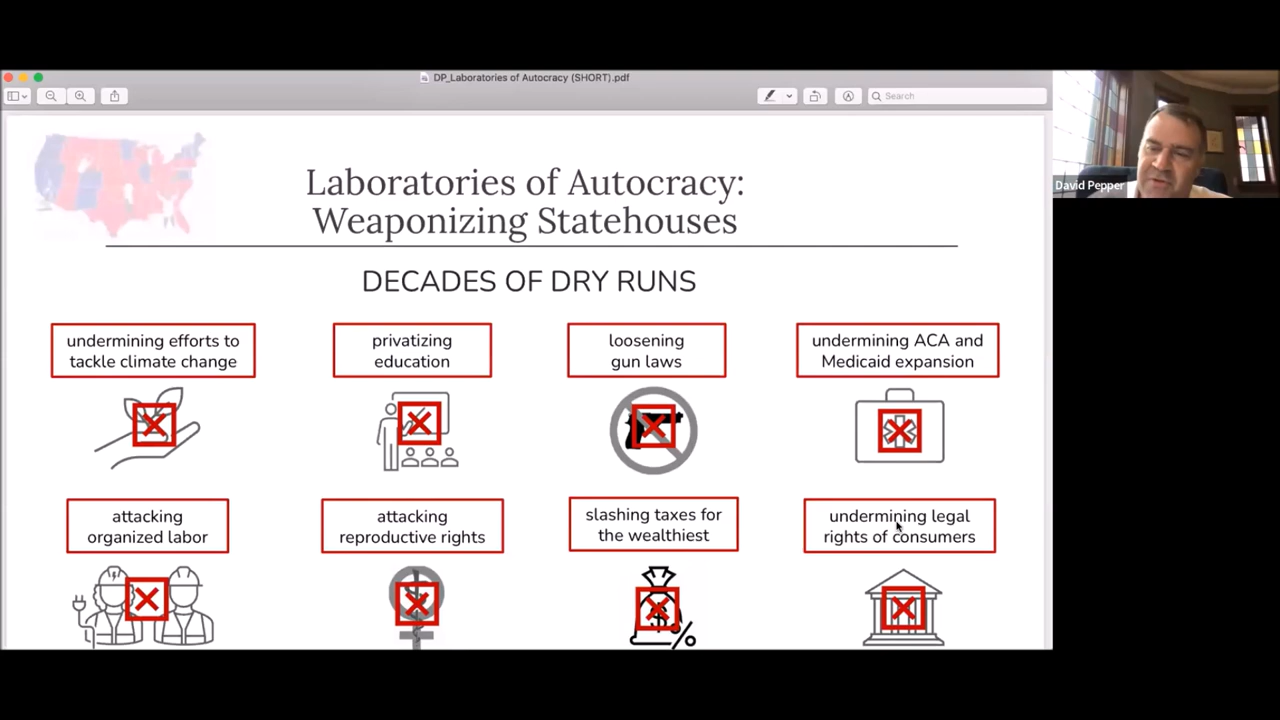 DP_Laboratories of Autocracy (SHORT).pdf
Search
David Pepper
Laboratories of Autocracy:
Weaponizing Statehouses
DECADES OF DRY RUNS
undermining efforts to
tackle climate change
privatizing
education
loosening
gun laws
undermining ACA and
Medicaid expansion
attacking
organized labor
attacking
reproductive rights
slashing taxes for
the wealthiest
undermining legal
rights of consumers
$
%